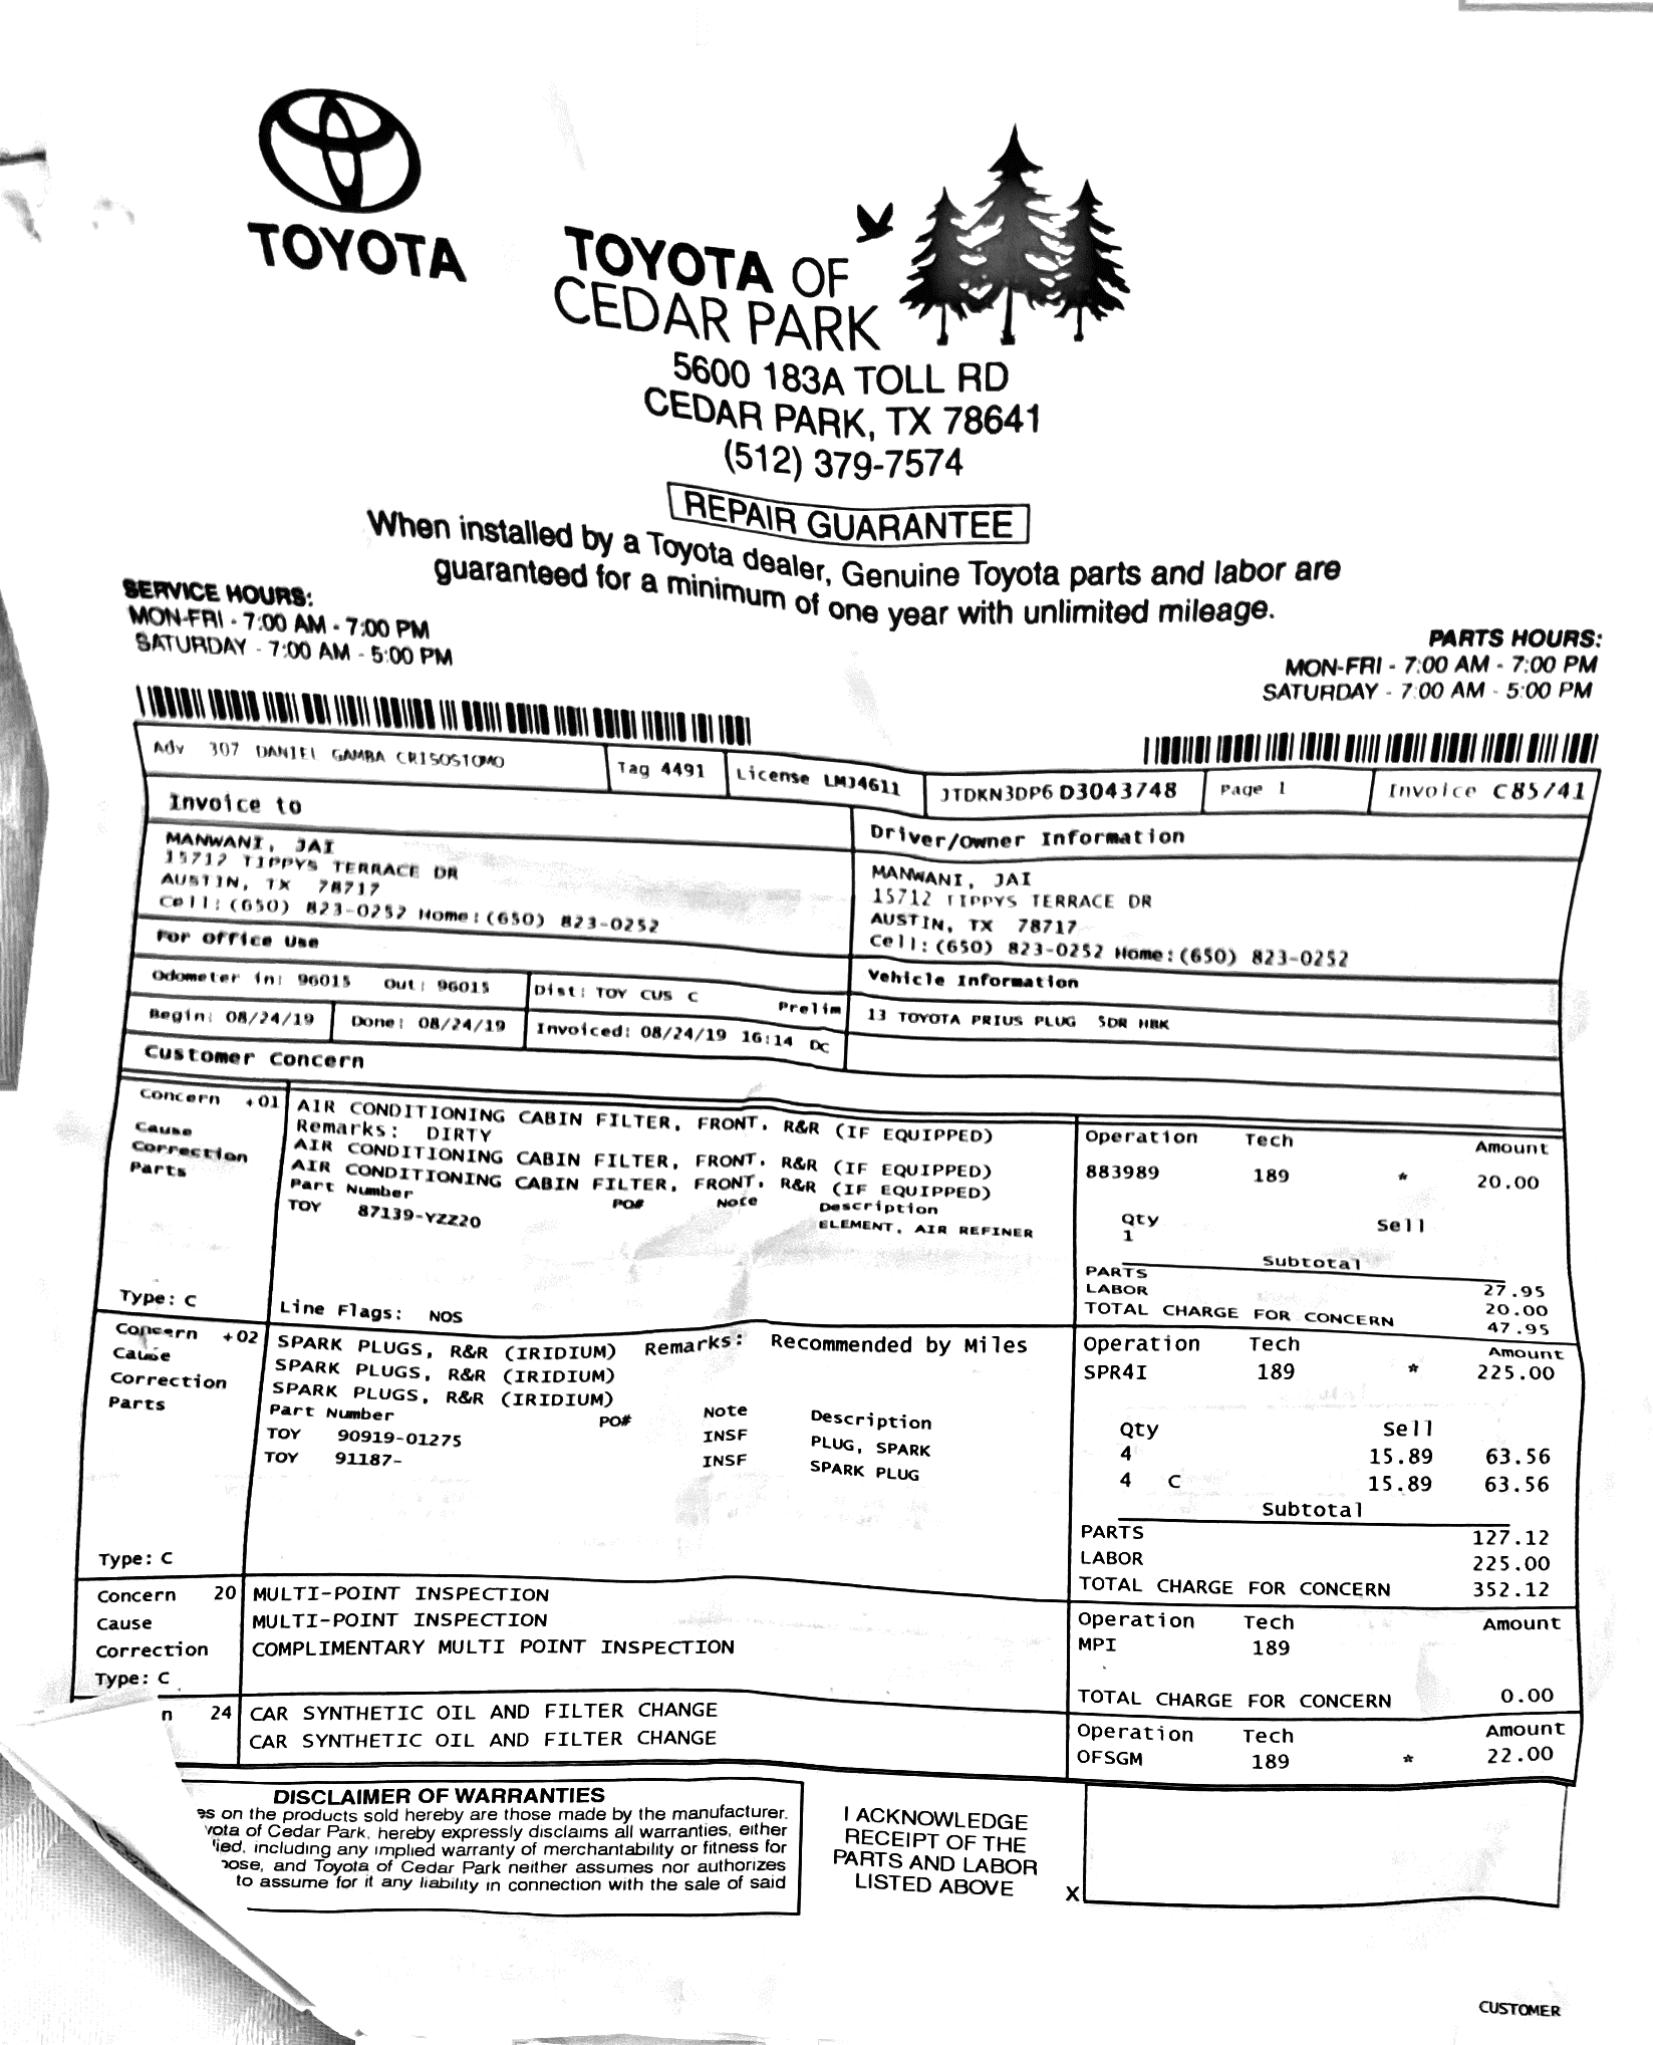 TOYOTA
TOYOTA OF
CEDAR PARK
5600 183A TOLL RD
CEDAR PARK, TX 78641
(512) 379-7574
REPAIR GUARANTEE
When installed by a Toyota dealer, Genuine Toyota parts and labor are
guaranteed for a minimum of one year with unlimited mileage.
SERVICE HOURS:
MON-FRI - 7:00 AM - 7:00 PM
SATURDAY - 7:00 AM - 5:00 PM
PARTS HOURS:
MON-FRI - 7:00 AM - 7:00 PM
SATURDAY - 7:00 AM - 5:00 PM
Adv 307 DANIEL GAMBA CRISOSTOMO Tag 4491 License LMJ4611 JTDKN3DP6 D3043748 Page 1 Invoice C85741
Invoice to
MANWANI, JAI
15712 TIPPYS TERRACE DR
AUSTIN, TX 78717
Cell:(650) 823-0252 Home:(650) 823-0252
Driver/Owner Information
MANWANI, JAI
15712 TIPPYS TERRACE DR
AUSTIN, TX 78717
Cell:(650) 823-0252 Home:(650) 823-0252
For Office Use
Odometer in: 96015 Out: 96015 Dist: TOY CUS C Prelim
Begin: 08/24/19 Done: 08/24/19 Invoiced: 08/24/19 16:14 DC
Vehicle Information
13 TOYOTA PRIUS PLUG 5DR HBK
Customer Concern
Concern +01 AIR CONDITIONING CABIN FILTER, FRONT, R&R (IF EQUIPPED)
Remarks: DIRTY
Cause AIR CONDITIONING CABIN FILTER, FRONT, R&R (IF EQUIPPED)
Correction AIR CONDITIONING CABIN FILTER, FRONT, R&R (IF EQUIPPED)
Parts Part Number PO# Note Description
TOY 87139-YZZ20 ELEMENT, AIR REFINER
Type: C Line Flags: NOS
Operation Tech Amount
883989 189 * 20.00
Qty Sell
1
Subtotal
PARTS 27.95
LABOR 20.00
TOTAL CHARGE FOR CONCERN 47.95
Concern +02 SPARK PLUGS, R&R (IRIDIUM) Remarks: Recommended by Miles
Cause SPARK PLUGS, R&R (IRIDIUM)
Correction SPARK PLUGS, R&R (IRIDIUM)
Parts Part Number PO# Note Description
TOY 90919-01275 INSF PLUG, SPARK
TOY 91187- INSF SPARK PLUG
Type: C
Operation Tech Amount
SPR4I 189 * 225.00
Qty Sell
4 15.89 63.56
4 C 15.89 63.56
Subtotal
PARTS 127.12
LABOR 225.00
TOTAL CHARGE FOR CONCERN 352.12
Concern 20 MULTI-POINT INSPECTION
Cause MULTI-POINT INSPECTION
Correction COMPLIMENTARY MULTI POINT INSPECTION
Type: C
Operation Tech Amount
MPI 189
TOTAL CHARGE FOR CONCERN 0.00
n 24 CAR SYNTHETIC OIL AND FILTER CHANGE
CAR SYNTHETIC OIL AND FILTER CHANGE
Operation Tech Amount
OFSGM 189 * 22.00
DISCLAIMER OF WARRANTIES
es on the products sold hereby are those made by the manufacturer.
yota of Cedar Park, hereby expressly disclaims all warranties, either
lied, including any implied warranty of merchantability or fitness for
pose, and Toyota of Cedar Park neither assumes nor authorizes
to assume for it any liability in connection with the sale of said
I ACKNOWLEDGE
RECEIPT OF THE
PARTS AND LABOR
LISTED ABOVE
X
CUSTOMER